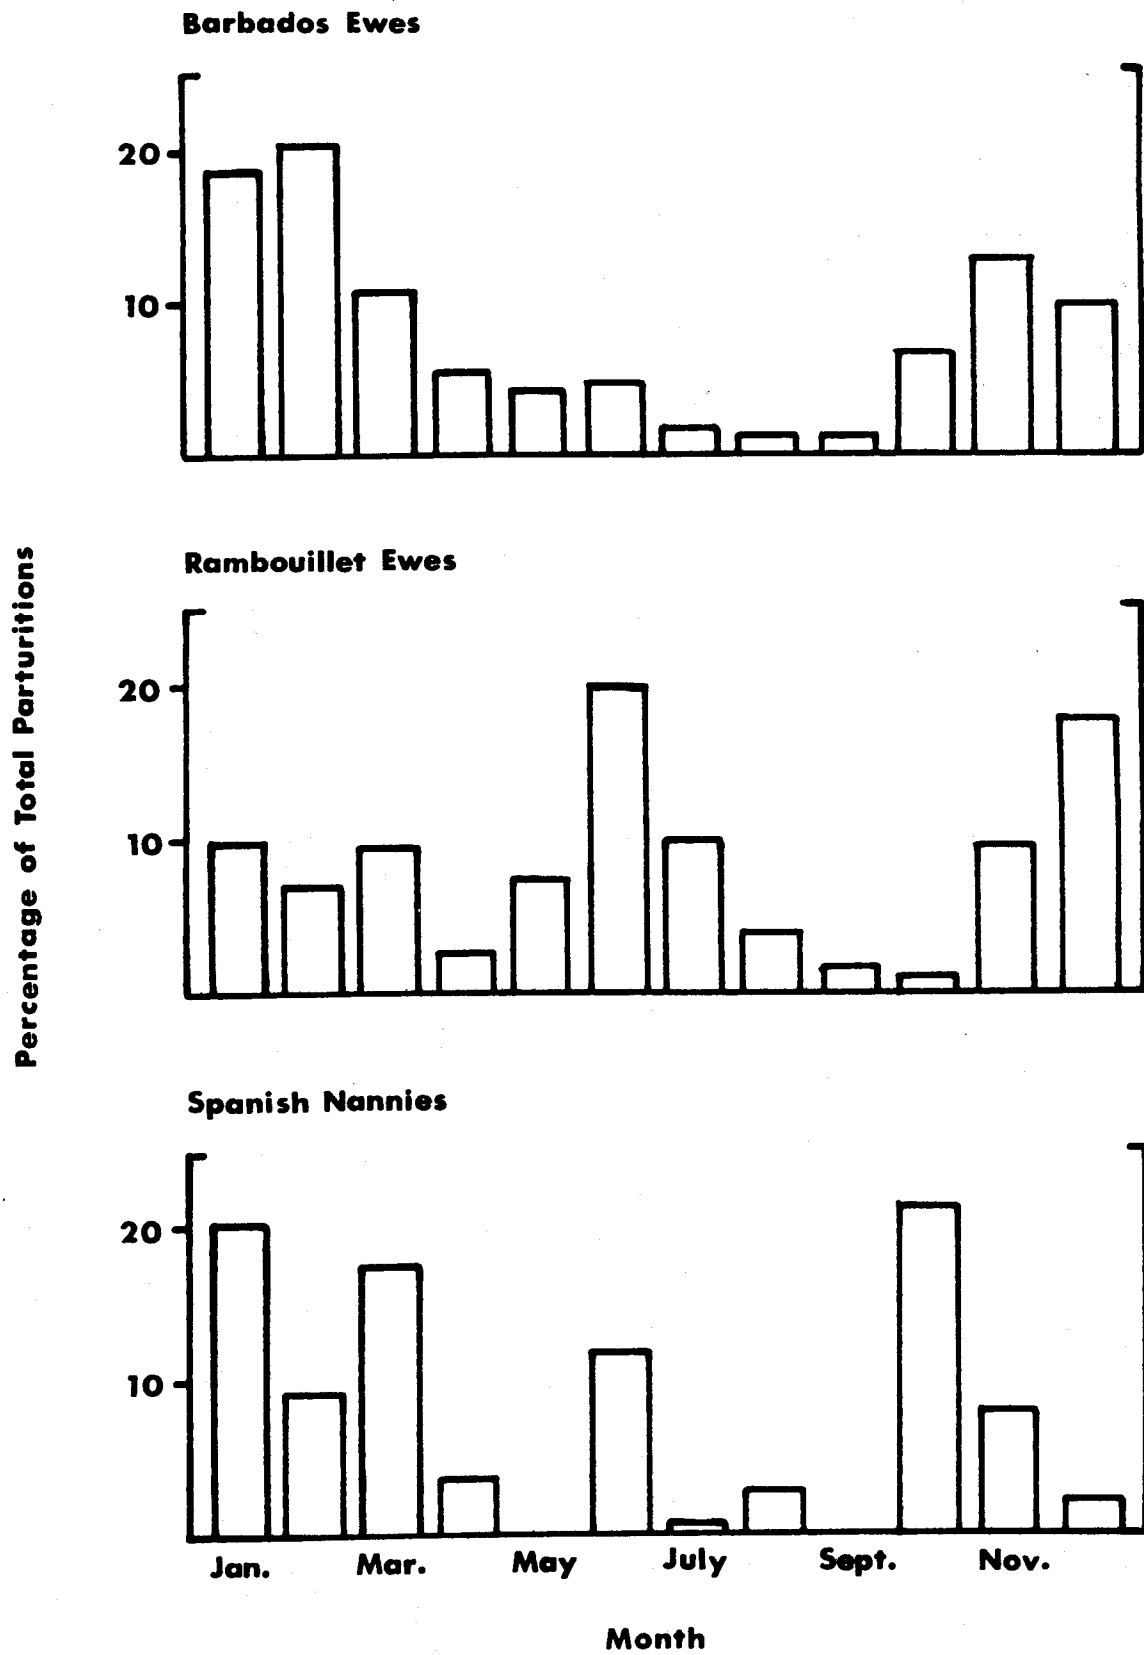 Barbados Ewes
20
10
Percentage of Total Parturitions
Rambouillet Ewes
20
10
Spanish Nannies
20
10
Jan. Mar. May July Sept. Nov.
Month